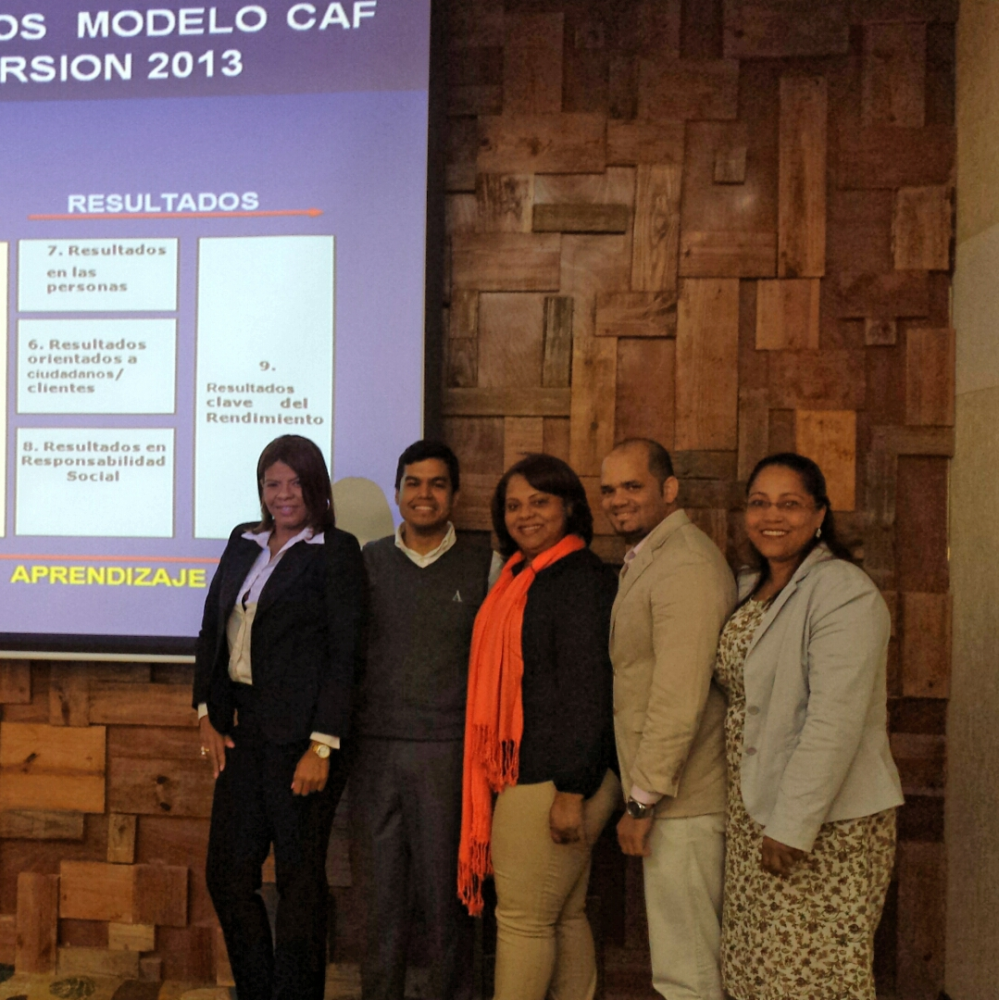 OS MODELO CAF
RSION 2013
RESULTADOS
7. Resultados
en las
personas
6. Resultados
orientados a
ciudadanos/
clientes
8. Resultados en
Responsabilidad
Social
9.
Resultados
clave del
Rendimiento
APRENDIZAJE
A